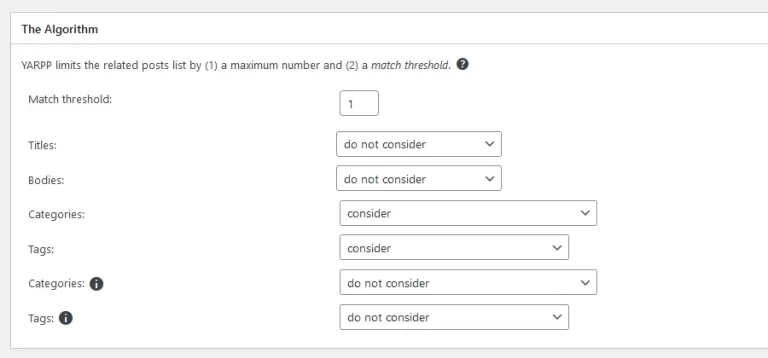 The Algorithm
YARPP limits the related posts list by (1) a maximum number and (2) a match threshold. ?
Match threshold: 1
Titles: do not consider
Bodies: do not consider
Categories: consider
Tags: consider
Categories: i do not consider
Tags: i do not consider